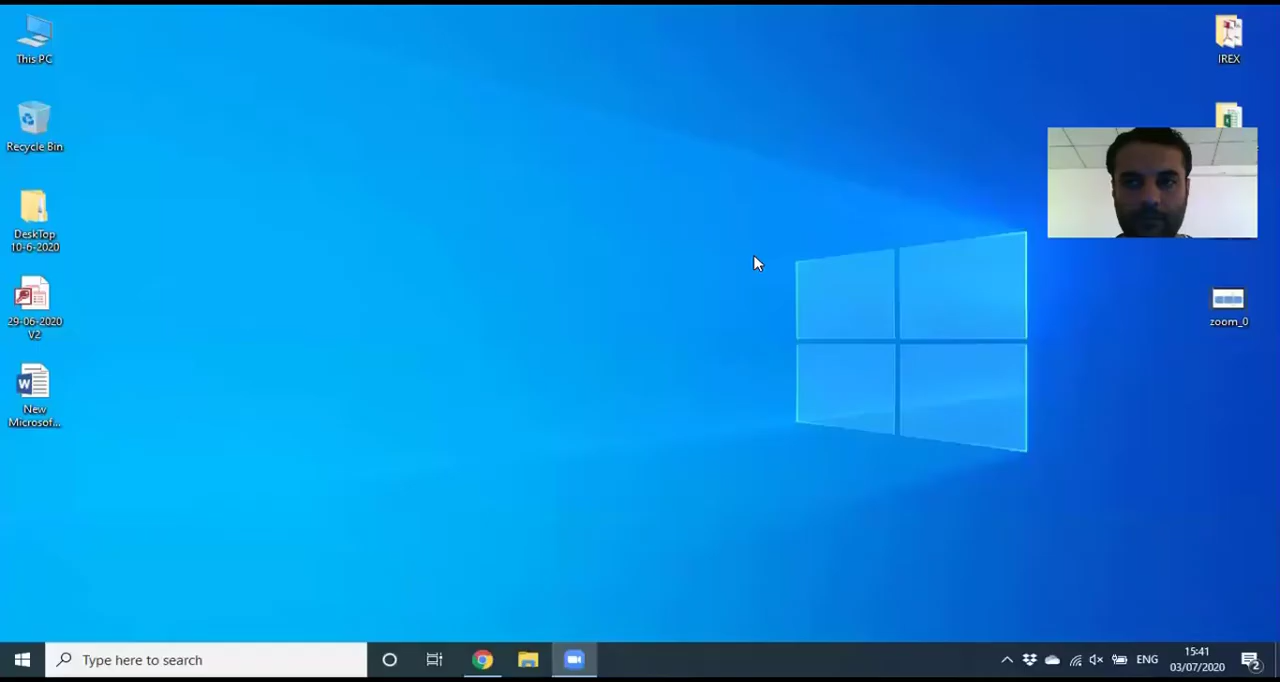 This PC
Recycle Bin
DeskTop
10-6-2020
29-06-2020
V2
New
Microsof...
IREX
zoom_0
Type here to search
ENG
15:41
03/07/2020
2